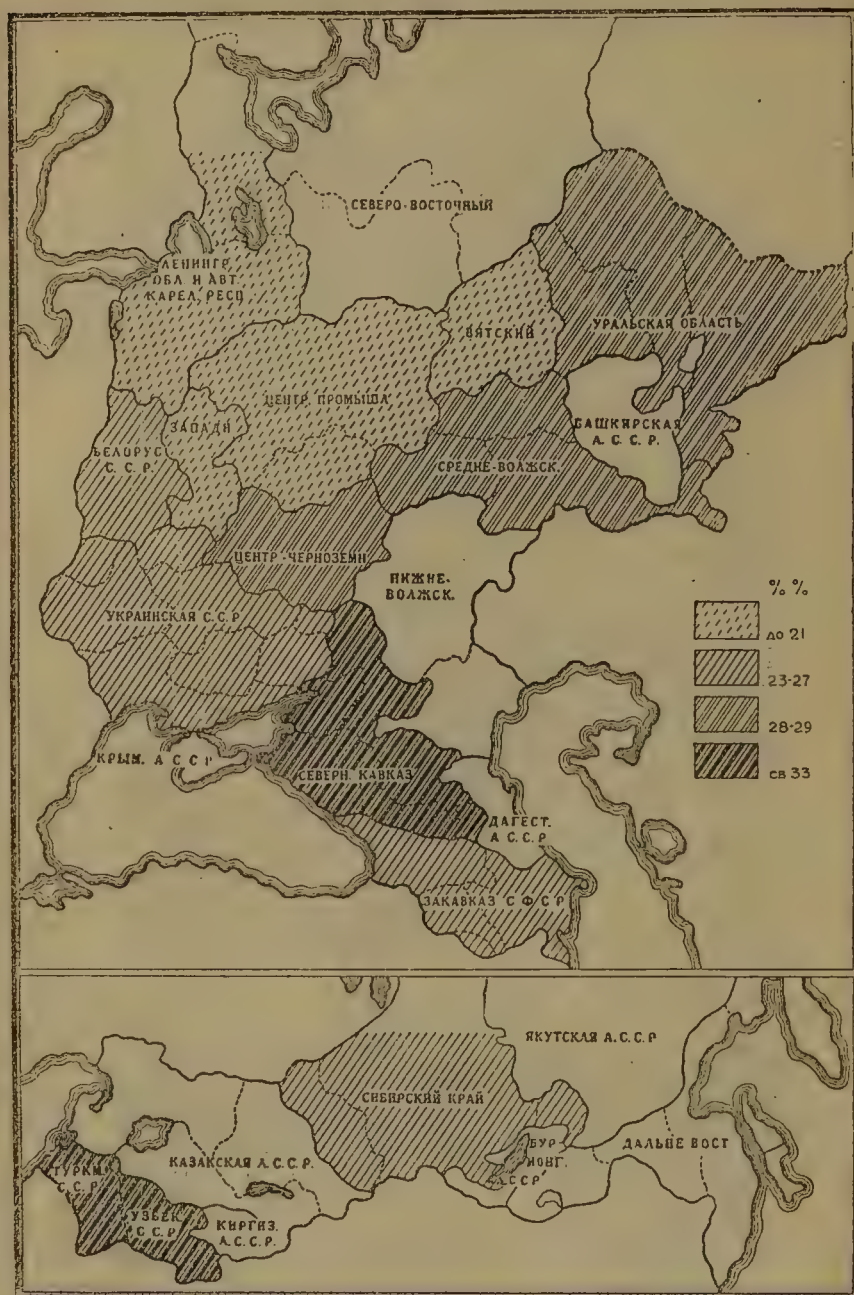 СЕВЕРО-ВОСТОЧНЫЙ
ЛЕНИНГР.
ОБЛ. И АВТ.
КАРЕЛ. РЕСП.
ВЯТСКИЙ
УРАЛЬСКАЯ ОБЛАСТЬ
ЦЕНТР. ПРОМЫШЛ
ЗАПАДН
БЕЛОРУС
С. С. Р.
БАШКИРСКАЯ
А. С. С. Р.
СРЕДНЕ-ВОЛЖСК.
ЦЕНТР-ЧЕРНОЗЕМН
НИЖНЕ-
ВОЛЖСК.
УКРАИНСКАЯ С. С. Р
КРЫМ. А С С Р
СЕВЕРН. КАВКАЗ
ДАГЕСТ.
А С С Р
ЗАКАВКАЗ С Ф С Р
% %
до 21
23-27
28-29
св 33
ЯКУТСКАЯ А. С. С Р
СИБИРСКИЙ КРАЙ
БУР
МОНГ.
А С С Р
ДАЛЬНЕ ВОСТ
КАЗАКСКАЯ А. С. С. Р.
ТУРКМ.
С С Р
УЗБЕК.
С С Р
КИРГИЗ.
А. С. С. Р.